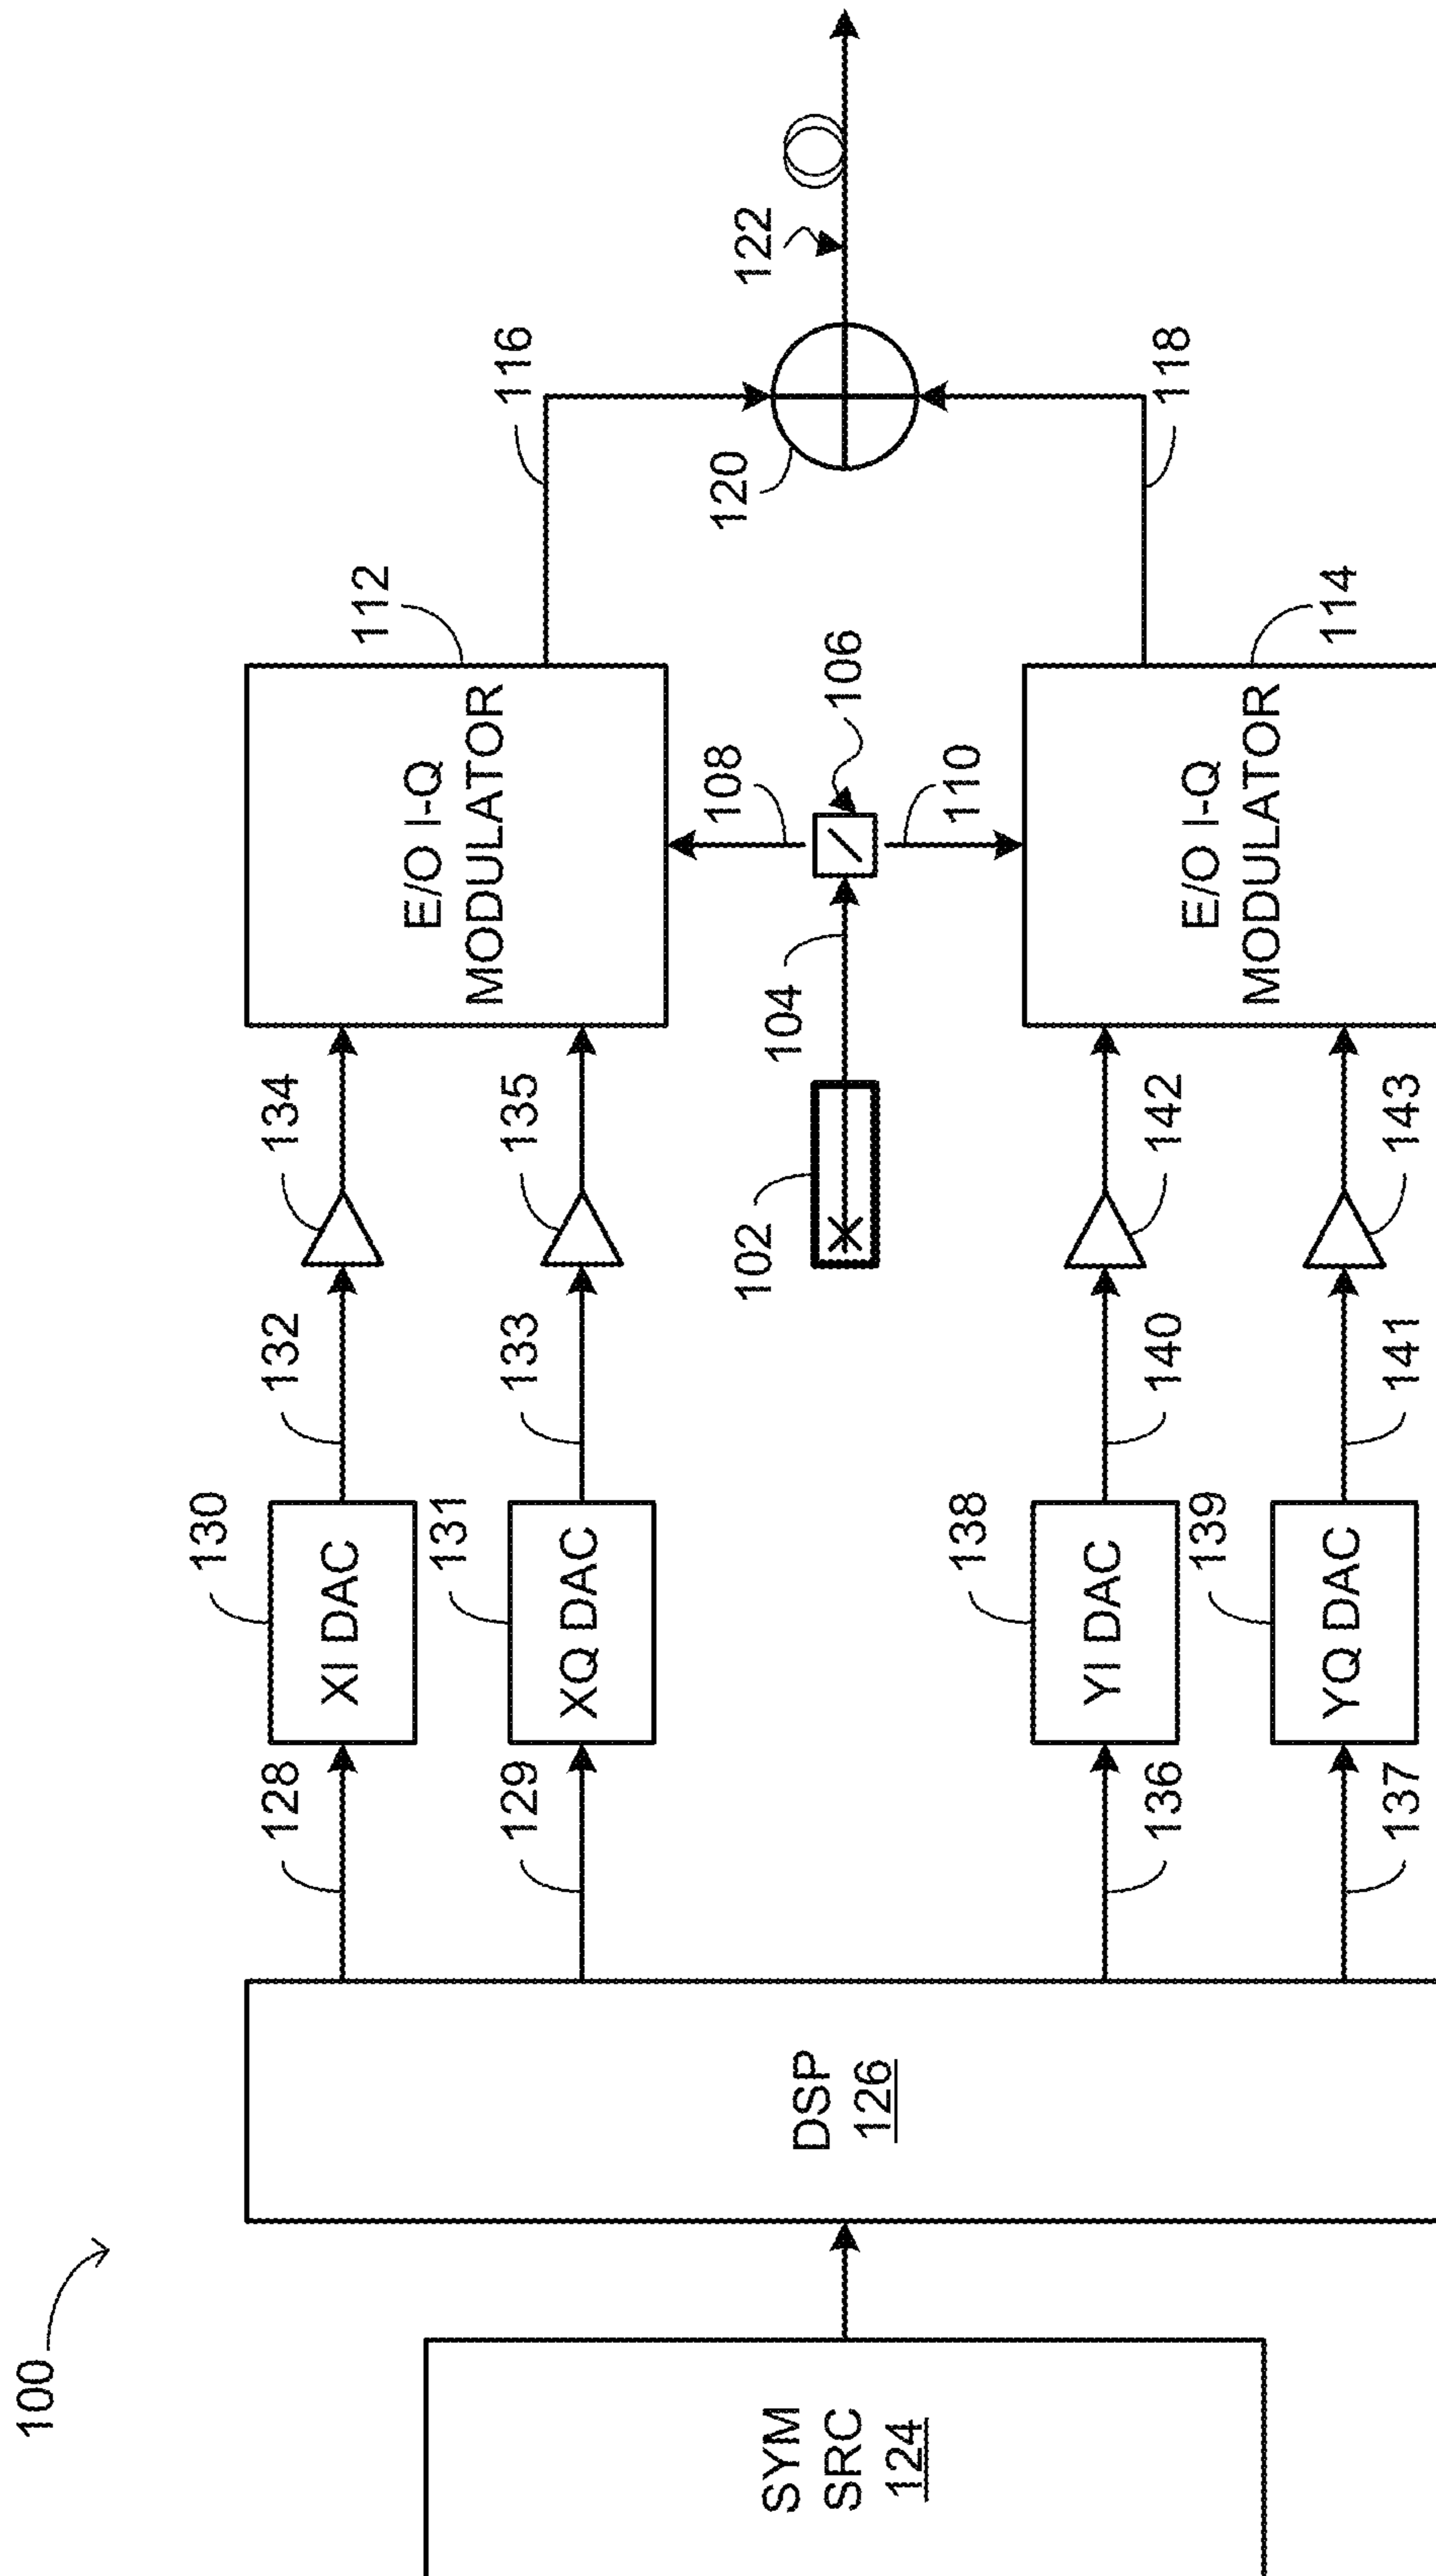 100
SYM
SRC
124
DSP
126
128
129
136
137
130
XI DAC
131
XQ DAC
138
YI DAC
139
YQ DAC
132
133
140
141
134
135
142
143
102
104
106
108
110
112
E/O I-Q
MODULATOR
114
E/O I-Q
MODULATOR
116
118
120
122